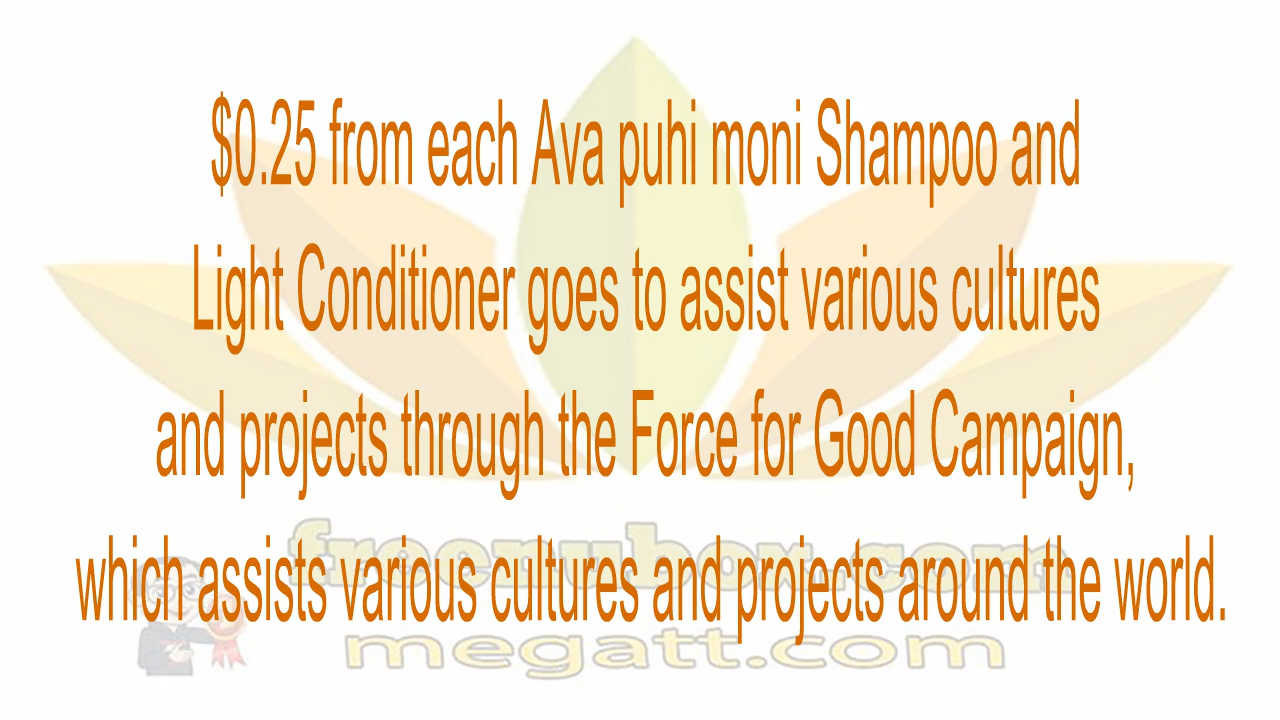 $0.25 from each Ava puhi moni Shampoo and
Light Conditioner goes to assist various cultures
and projects through the Force for Good Campaign,
freenubox.com
which assists various cultures and projects around the world.
megatt.com